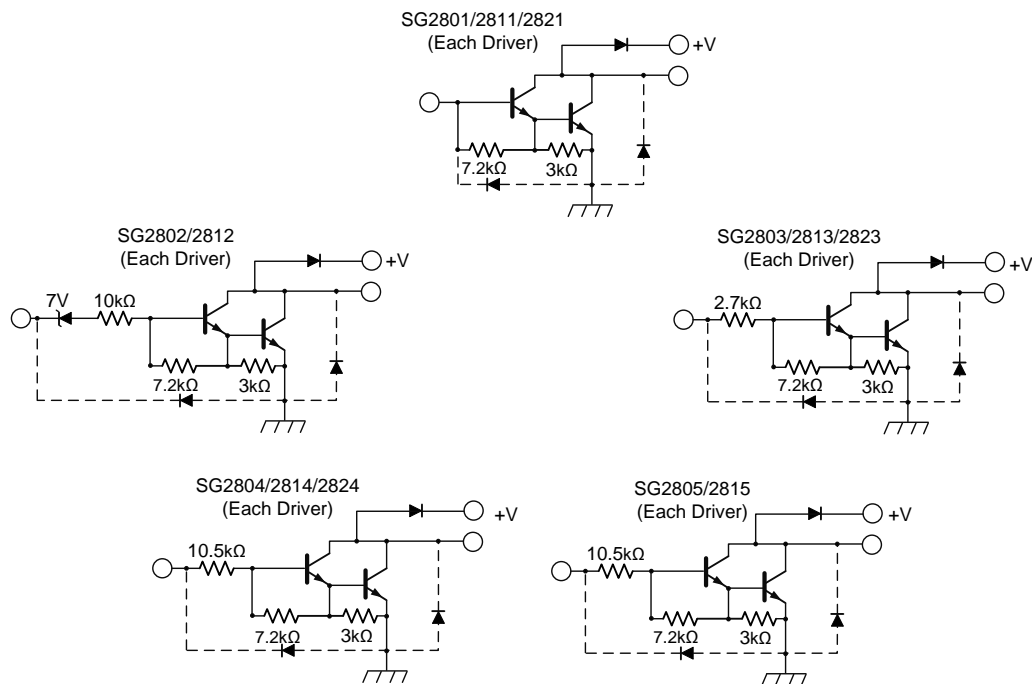 SG2801/2811/2821
(Each Driver)
+V
7.2kΩ
3kΩ
SG2802/2812
(Each Driver)
+V
7V
10kΩ
7.2kΩ
3kΩ
SG2803/2813/2823
(Each Driver)
+V
2.7kΩ
7.2kΩ
3kΩ
SG2804/2814/2824
(Each Driver)
+V
10.5kΩ
7.2kΩ
3kΩ
SG2805/2815
(Each Driver)
+V
10.5kΩ
7.2kΩ
3kΩ